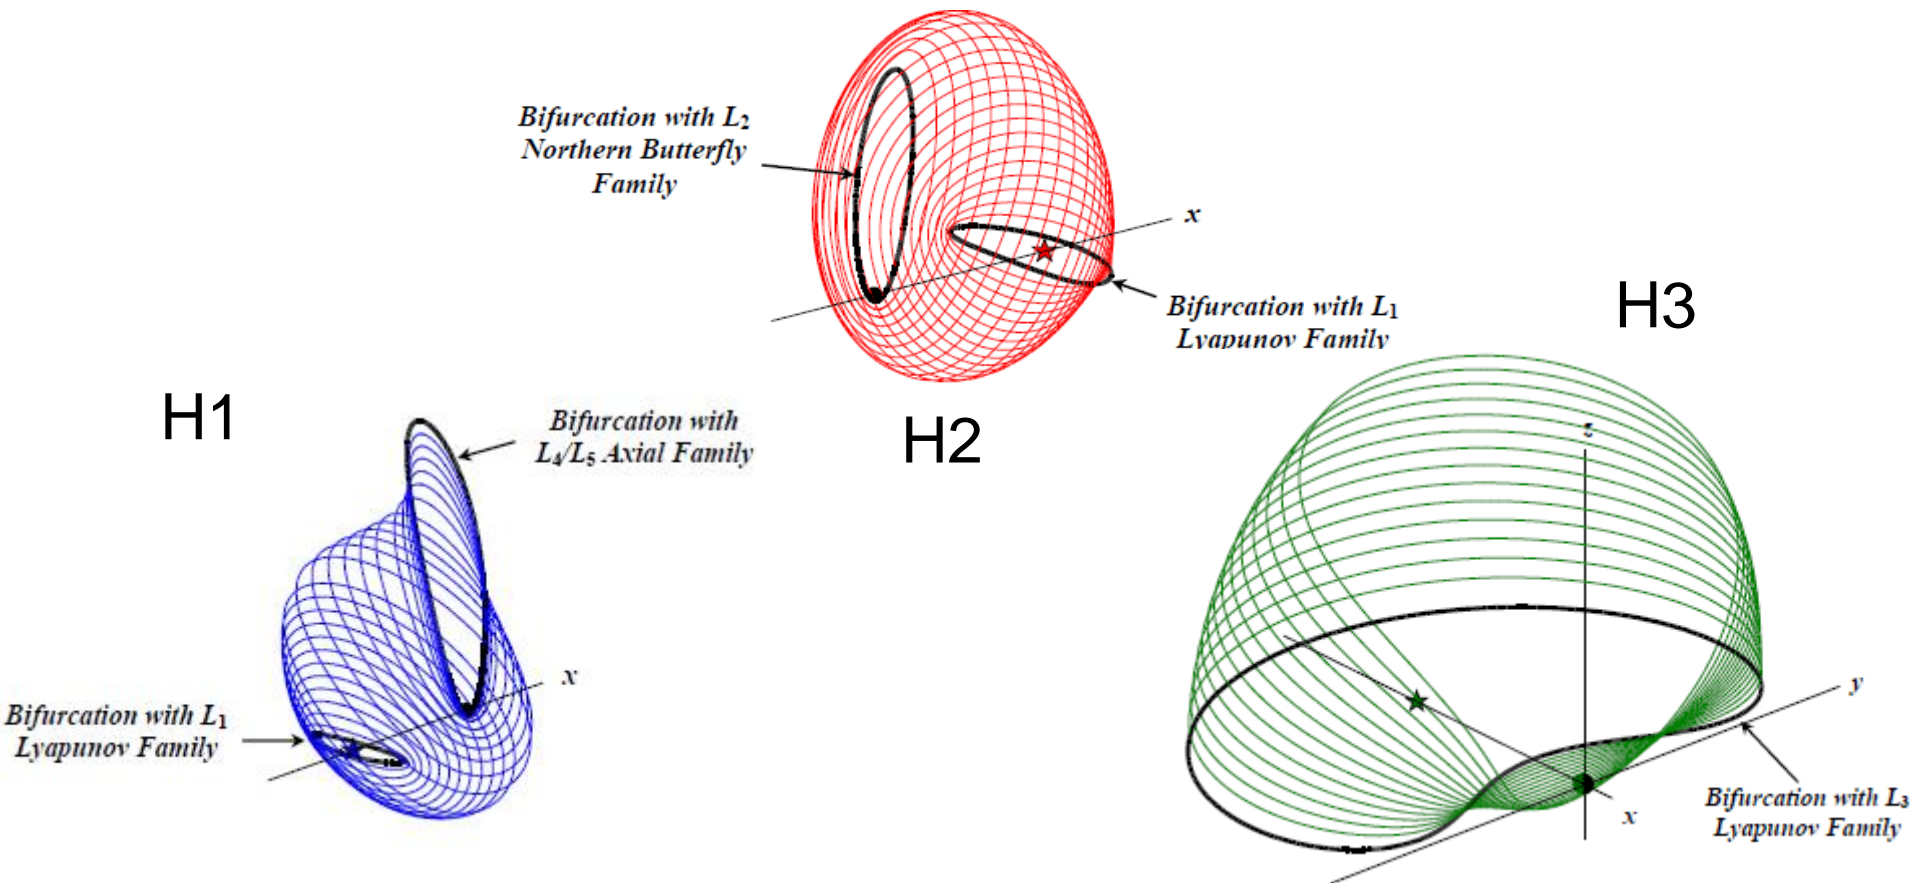 Bifurcation with L2
Northern Butterfly
Family
x
Bifurcation with L1
Lyapunov Family
H3
H1
Bifurcation with
L4/L5 Axial Family
H2
z
x
y
Bifurcation with L1
Lyapunov Family
Bifurcation with L3
Lyapunov Family
x